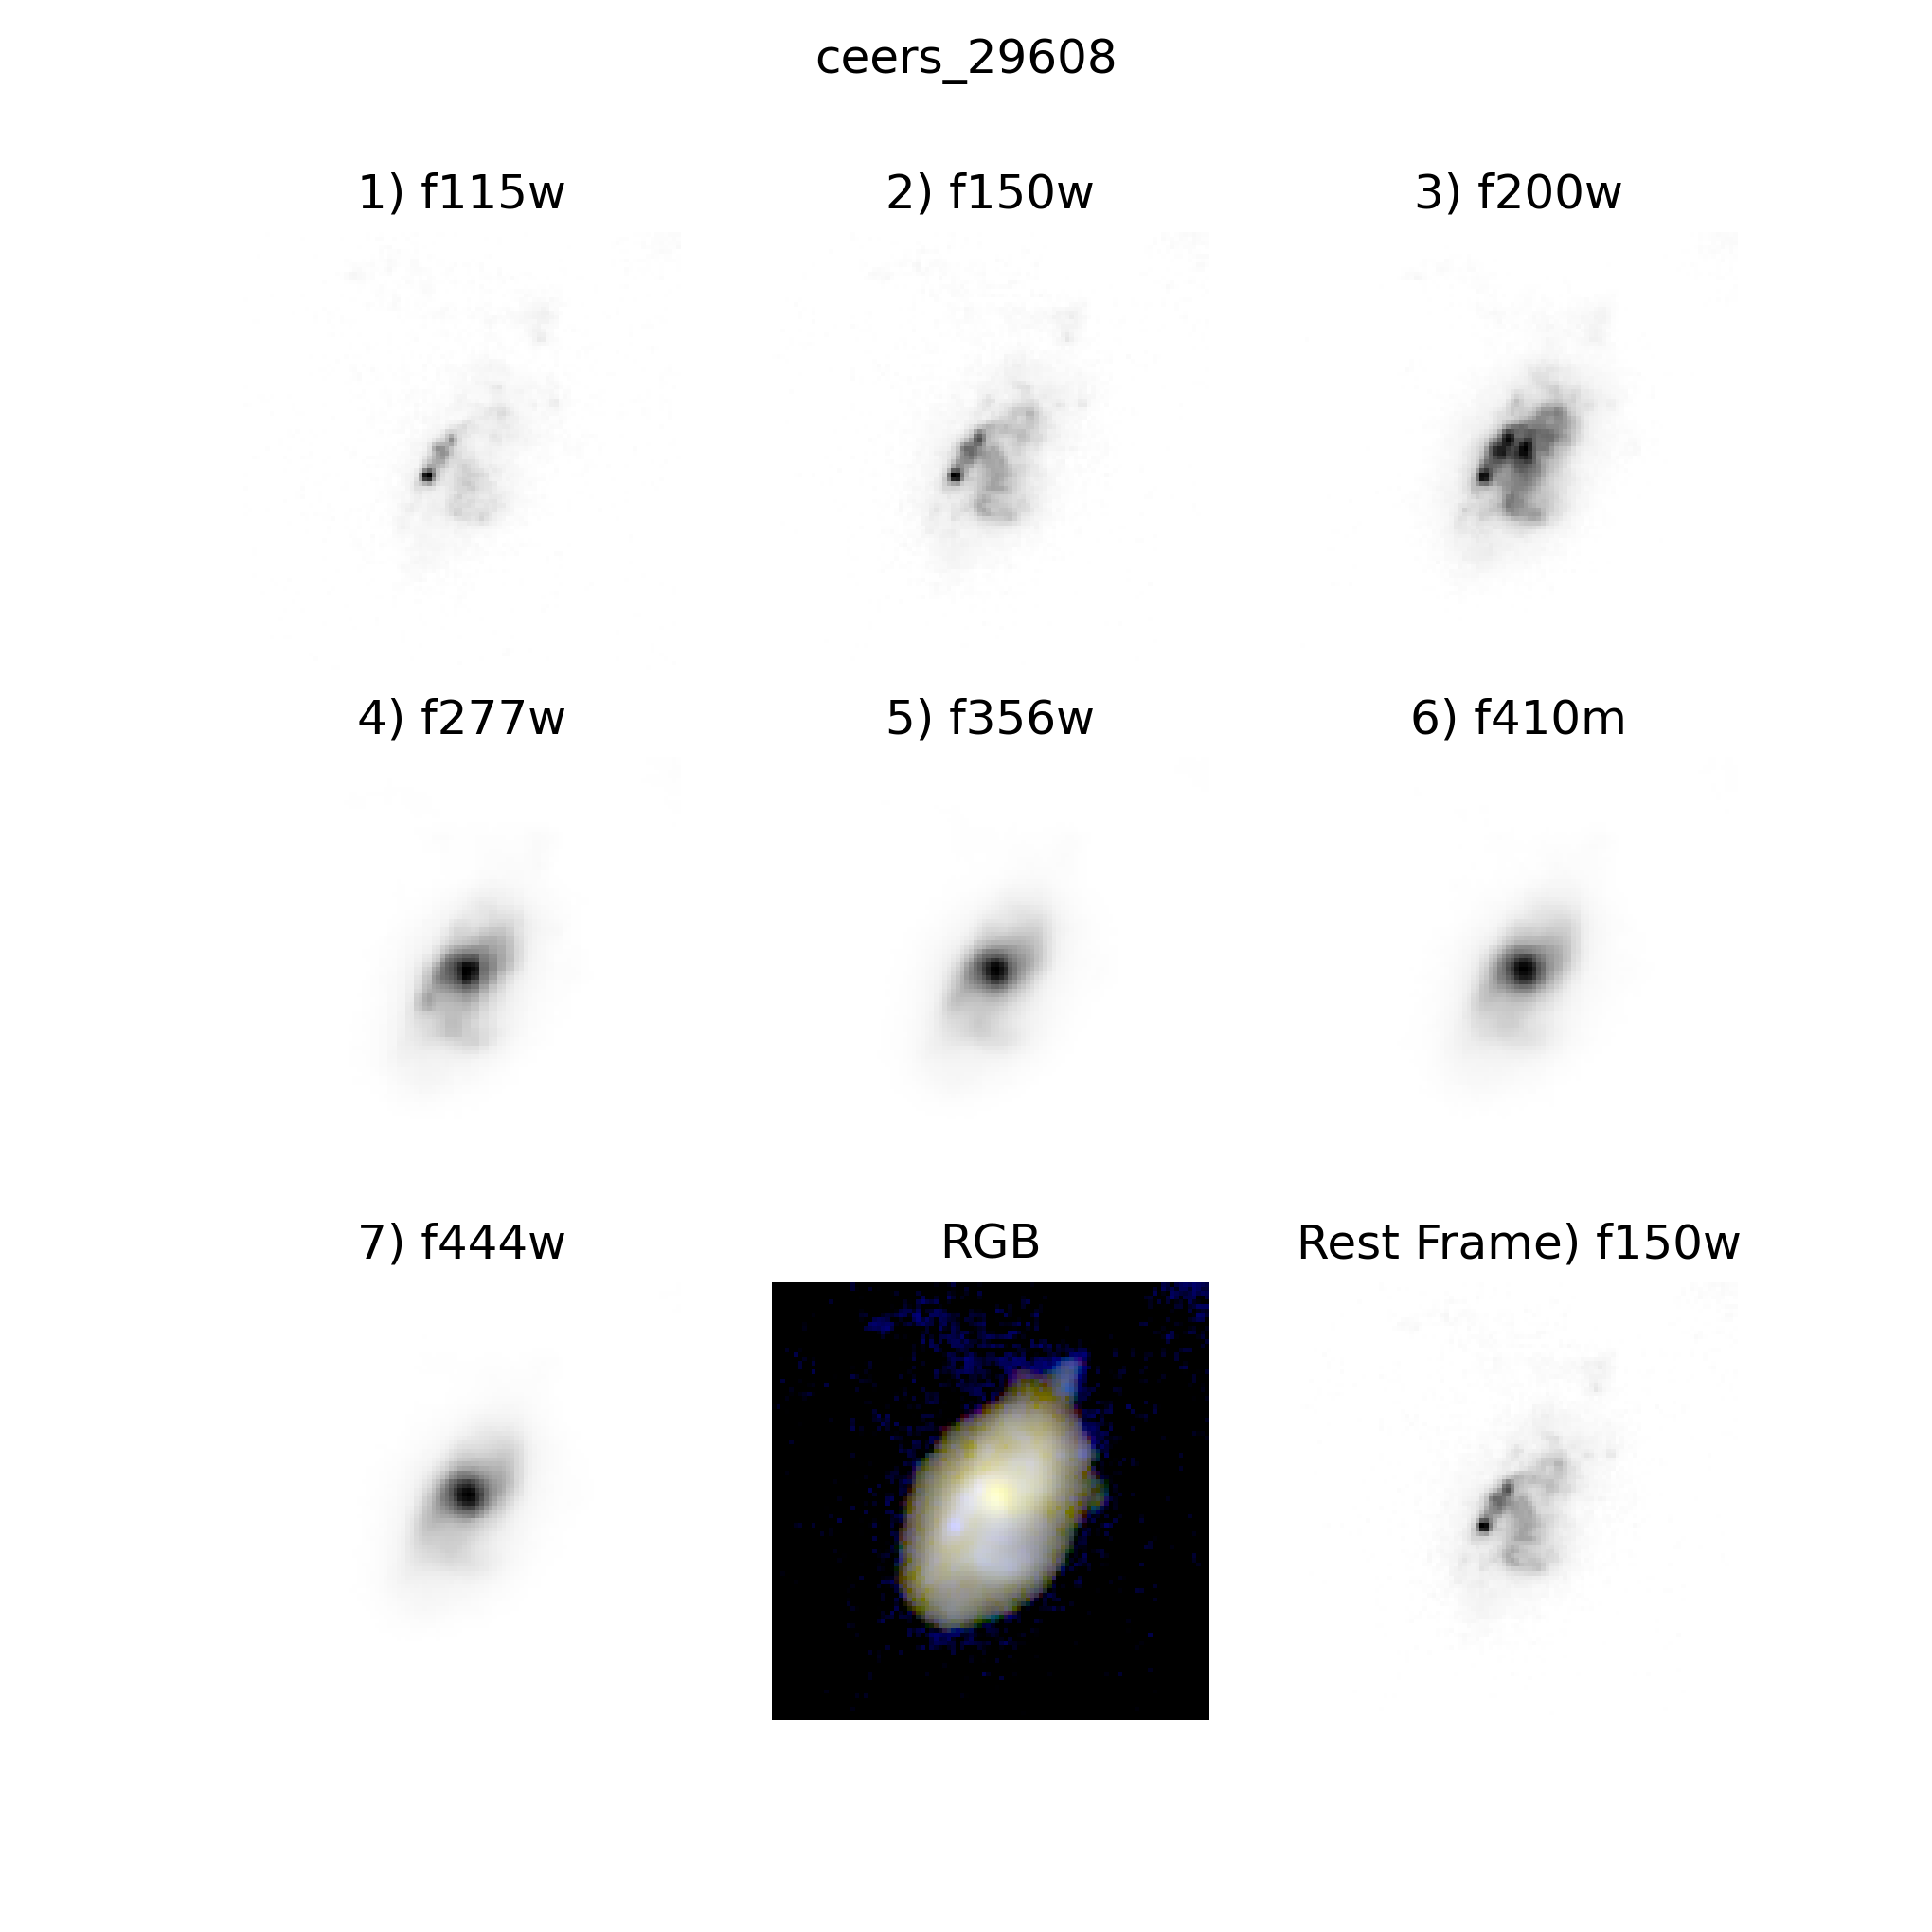 ceers_29608
1) f115w
2) f150w
3) f200w
4) f277w
5) f356w
6) f410m
7) f444w
RGB
Rest Frame) f150w